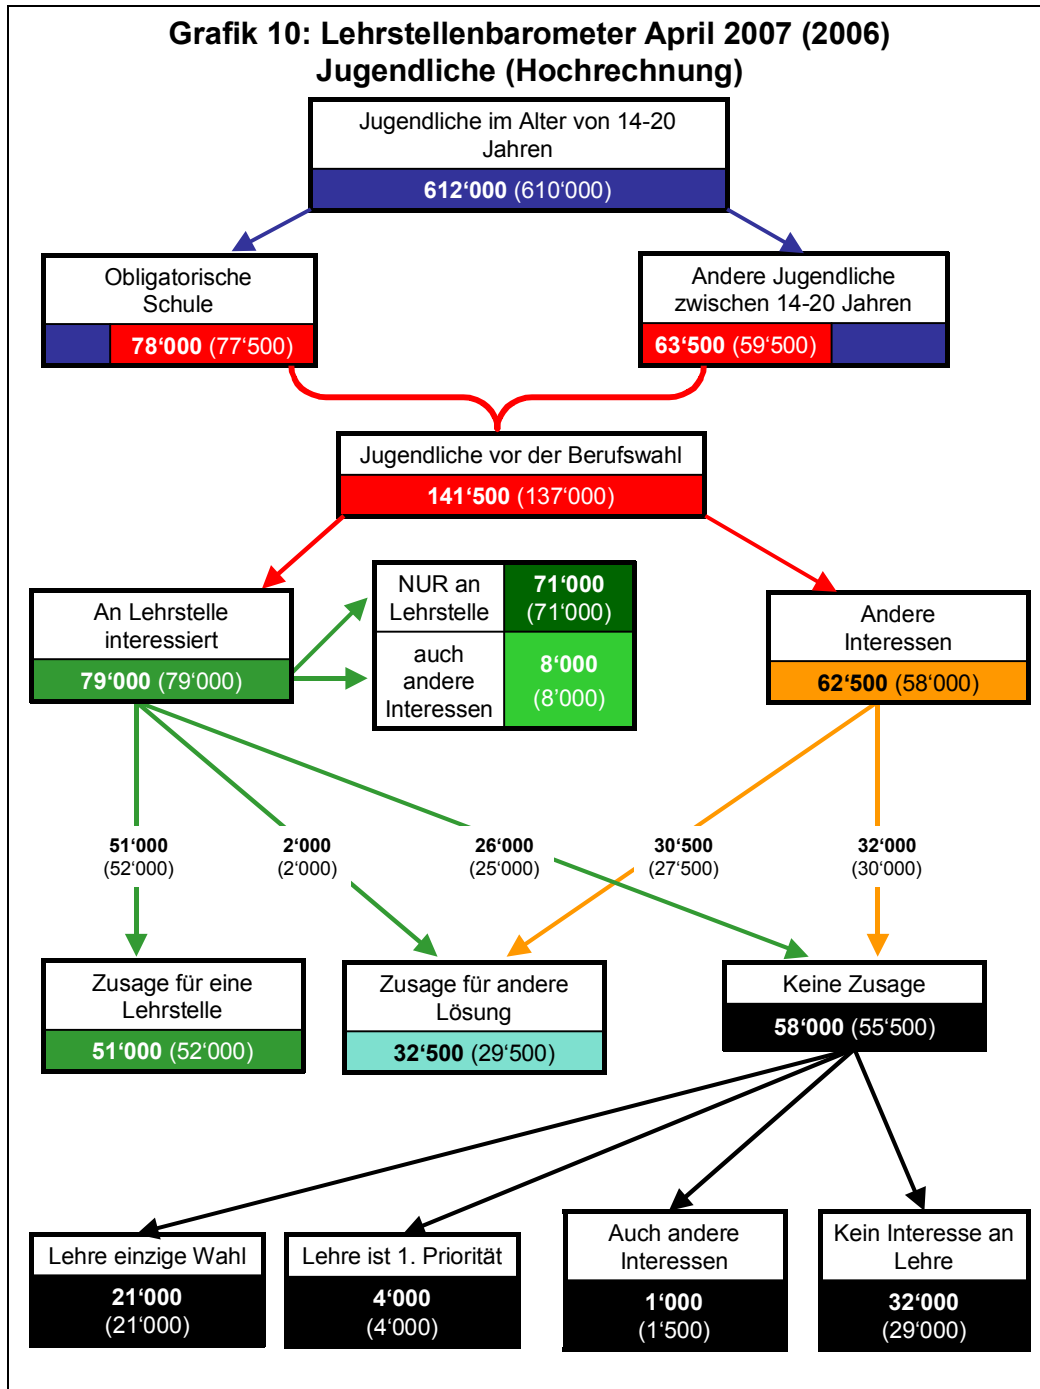 Grafik 10: Lehrstellenbarometer April 2007 (2006)
Jugendliche (Hochrechnung)
Jugendliche im Alter von 14-20
Jahren
612‘000 (610‘000)
Obligatorische
Schule
78‘000 (77‘500)
Andere Jugendliche
zwischen 14-20 Jahren
63‘500 (59‘500)
Jugendliche vor der Berufswahl
141‘500 (137‘000)
An Lehrstelle
interessiert
79‘000 (79‘000)
NUR an
Lehrstelle
71‘000
(71‘000)
auch
andere
Interessen
8‘000
(8‘000)
Andere
Interessen
62‘500 (58‘000)
51‘000
(52‘000)
2‘000
(2‘000)
26‘000
(25‘000)
30‘500
(27‘500)
32‘000
(30‘000)
Zusage für eine
Lehrstelle
51‘000 (52‘000)
Zusage für andere
Lösung
32‘500 (29‘500)
Keine Zusage
58‘000 (55‘500)
Lehre einzige Wahl
21‘000
(21‘000)
Lehre ist 1. Priorität
4‘000
(4‘000)
Auch andere
Interessen
1‘000
(1‘500)
Kein Interesse an
Lehre
32‘000
(29‘000)